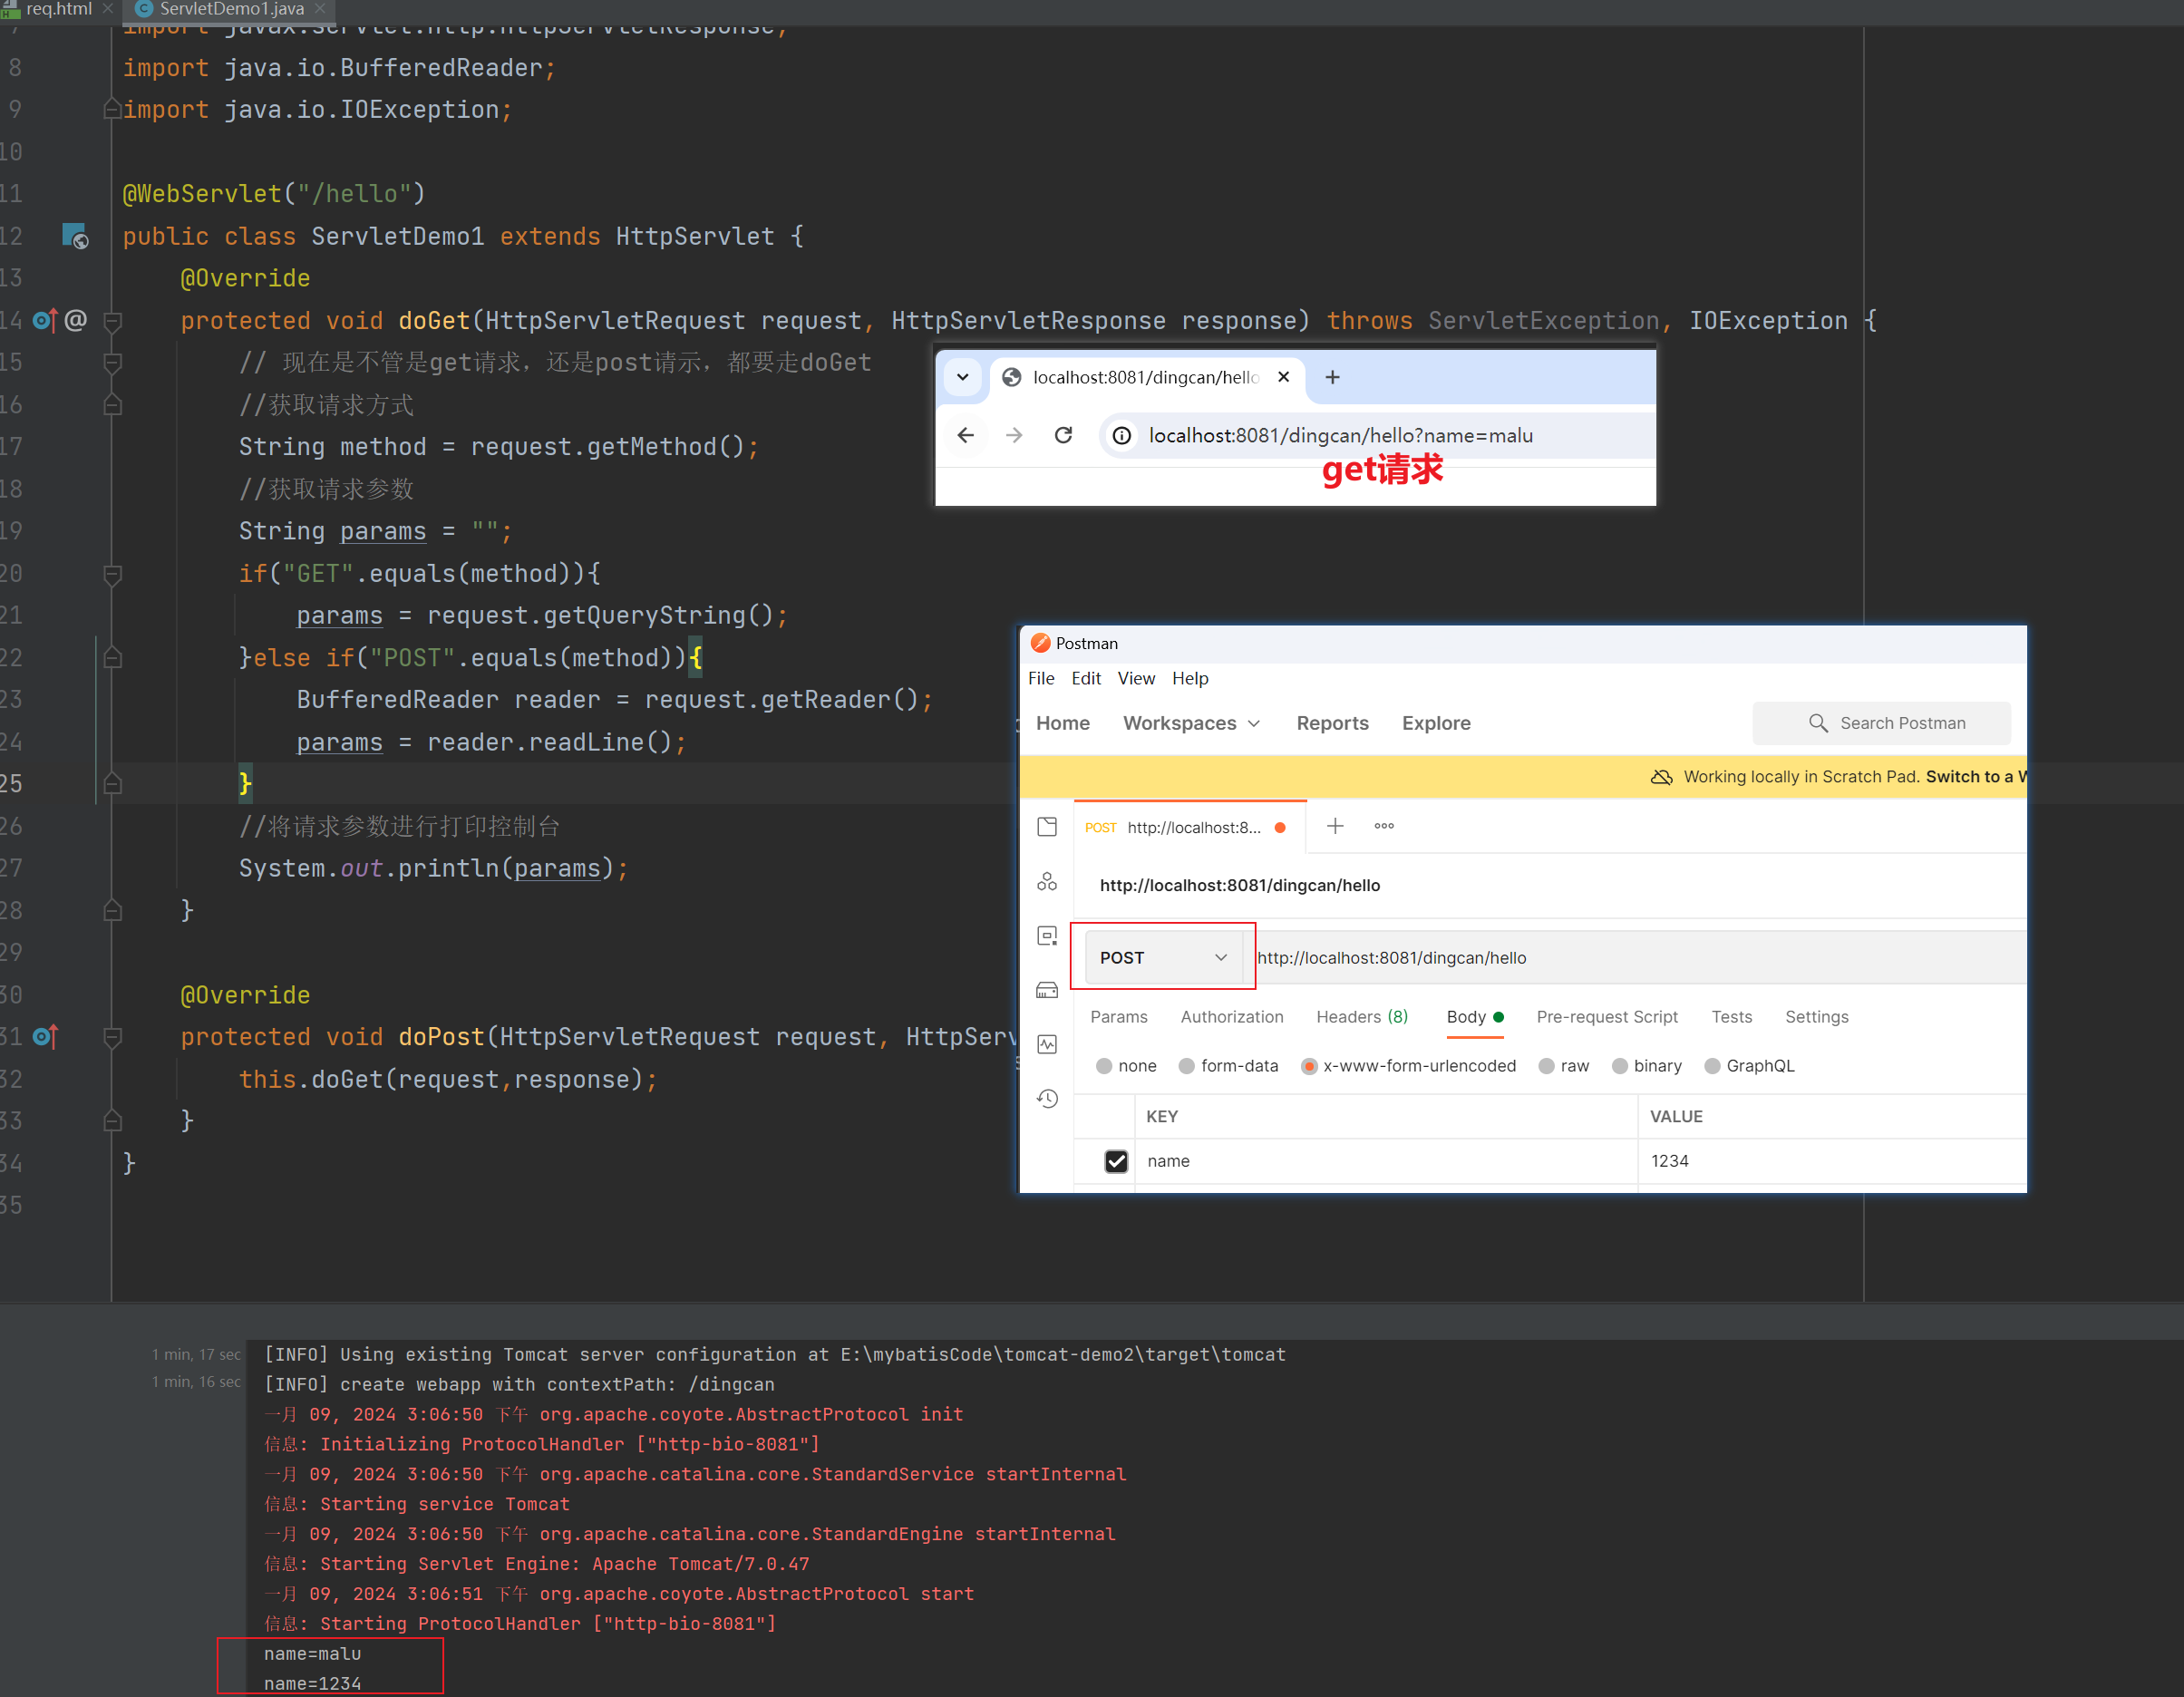 req.html ServletDemo1.java
7 import javax.servlet.http.HttpServletResponse;
8 import java.io.BufferedReader;
9 import java.io.IOException;
10
11 @WebServlet("/hello")
12 public class ServletDemo1 extends HttpServlet {
13 @Override
14 @ protected void doGet(HttpServletRequest request, HttpServletResponse response) throws ServletException, IOException {
15 // 现在是不管是get请求，还是post请示，都要走doGet
16 //获取请求方式
17 String method = request.getMethod();
18 //获取请求参数
19 String params = "";
20 if("GET".equals(method)){
21 params = request.getQueryString();
22 }else if("POST".equals(method)){
23 BufferedReader reader = request.getReader();
24 params = reader.readLine();
25 }
26 //将请求参数进行打印控制台
27 System.out.println(params);
28 }
29
30 @Override
31 protected void doPost(HttpServletRequest request, HttpServ
32 this.doGet(request,response);
33 }
34 }
35
localhost:8081/dingcan/hello
localhost:8081/dingcan/hello?name=malu
get请求
Postman
File Edit View Help
Home Workspaces Reports Explore Search Postman
Working locally in Scratch Pad. Switch to a W
POST http://localhost:8...
http://localhost:8081/dingcan/hello
POST http://localhost:8081/dingcan/hello
Params Authorization Headers (8) Body Pre-request Script Tests Settings
none form-data x-www-form-urlencoded raw binary GraphQL
KEY VALUE
name 1234
1 min, 17 sec [INFO] Using existing Tomcat server configuration at E:\mybatisCode\tomcat-demo2\target\tomcat
1 min, 16 sec [INFO] create webapp with contextPath: /dingcan
一月 09, 2024 3:06:50 下午 org.apache.coyote.AbstractProtocol init
信息: Initializing ProtocolHandler ["http-bio-8081"]
一月 09, 2024 3:06:50 下午 org.apache.catalina.core.StandardService startInternal
信息: Starting service Tomcat
一月 09, 2024 3:06:50 下午 org.apache.catalina.core.StandardEngine startInternal
信息: Starting Servlet Engine: Apache Tomcat/7.0.47
一月 09, 2024 3:06:51 下午 org.apache.coyote.AbstractProtocol start
信息: Starting ProtocolHandler ["http-bio-8081"]
name=malu
name=1234